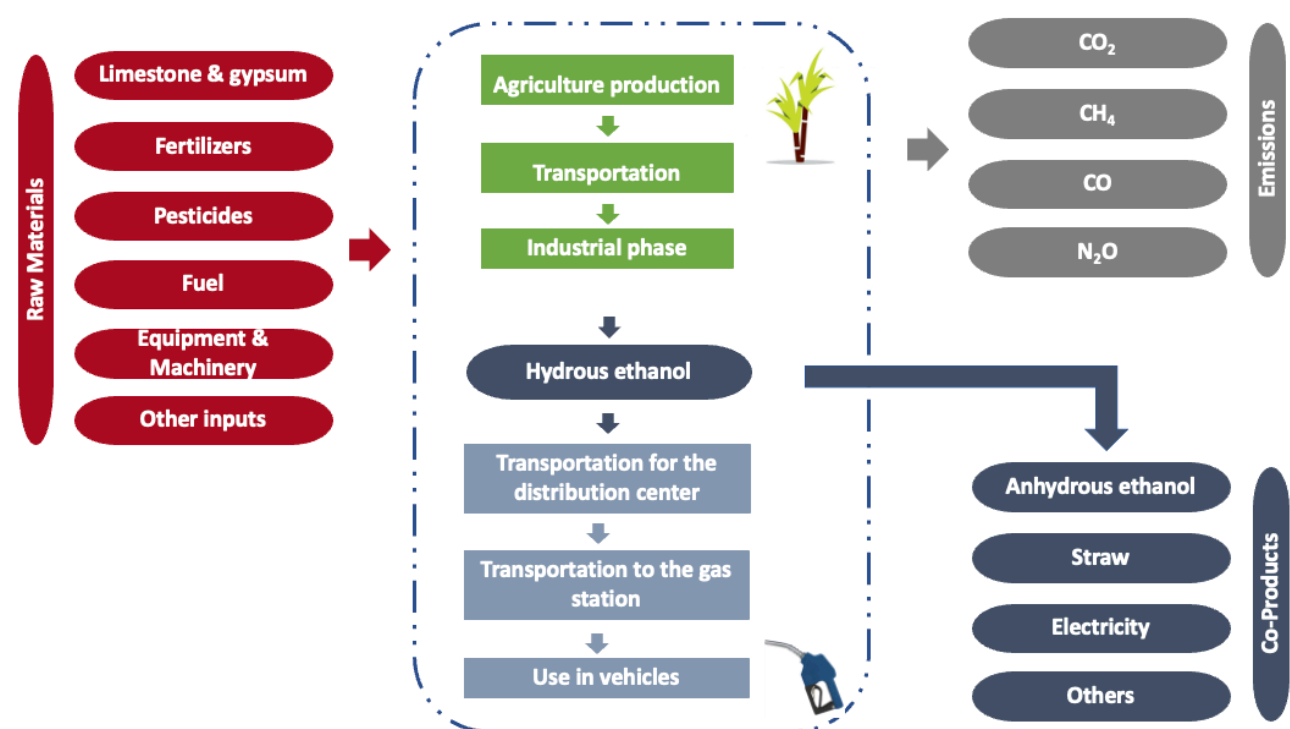 Raw Materials
Limestone & gypsum
Fertilizers
Pesticides
Fuel
Equipment &
Machinery
Other inputs
Agriculture production
Transportation
Industrial phase
Hydrous ethanol
Transportation for the
distribution center
Transportation to the gas
station
Use in vehicles
CO₂
CH₄
CO
N₂O
Emissions
Anhydrous ethanol
Straw
Electricity
Others
Co-Products